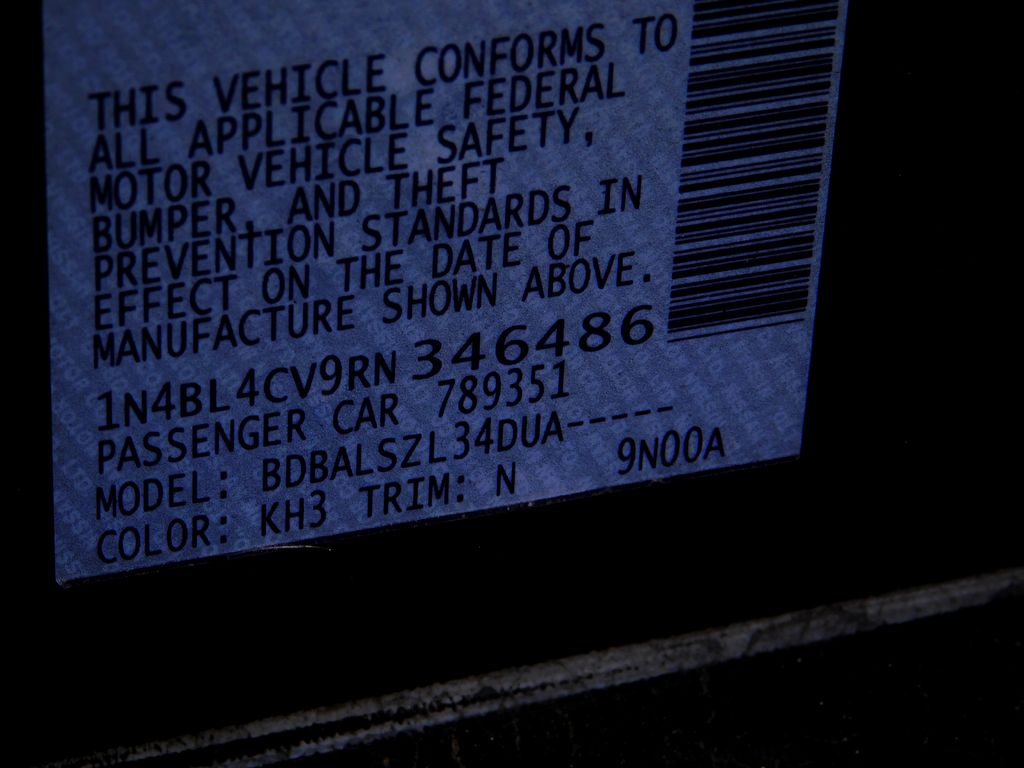 THIS VEHICLE CONFORMS TO
ALL APPLICABLE FEDERAL
MOTOR VEHICLE SAFETY,
BUMPER, AND THEFT
PREVENTION STANDARDS IN
EFFECT ON THE DATE OF
MANUFACTURE SHOWN ABOVE.
1N4BL4CV9RN346486
PASSENGER CAR 789351
MODEL: BDBALSZL34DUA-----
COLOR: KH3 TRIM: N 9N00A